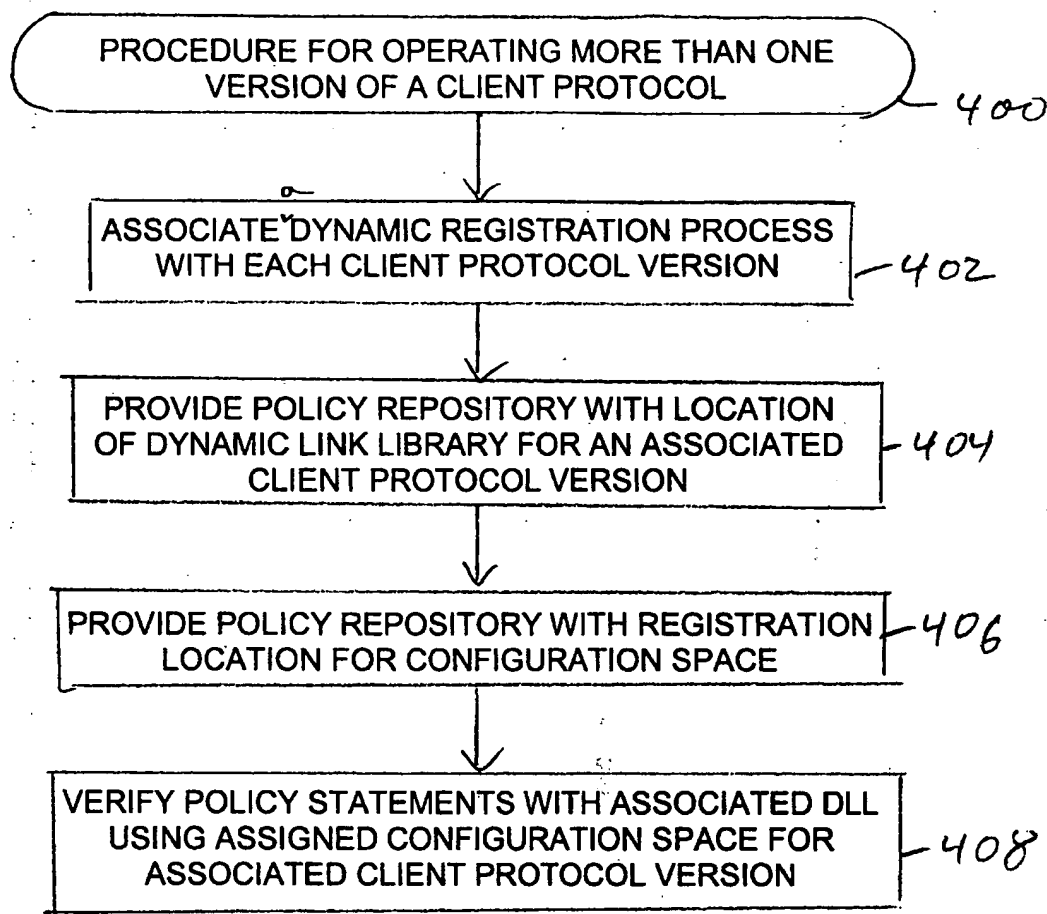 PROCEDURE FOR OPERATING MORE THAN ONE
VERSION OF A CLIENT PROTOCOL
400
a
ASSOCIATE DYNAMIC REGISTRATION PROCESS
WITH EACH CLIENT PROTOCOL VERSION
402
PROVIDE POLICY REPOSITORY WITH LOCATION
OF DYNAMIC LINK LIBRARY FOR AN ASSOCIATED
CLIENT PROTOCOL VERSION
404
PROVIDE POLICY REPOSITORY WITH REGISTRATION
LOCATION FOR CONFIGURATION SPACE
406
VERIFY POLICY STATEMENTS WITH ASSOCIATED DLL
USING ASSIGNED CONFIGURATION SPACE FOR
ASSOCIATED CLIENT PROTOCOL VERSION
408